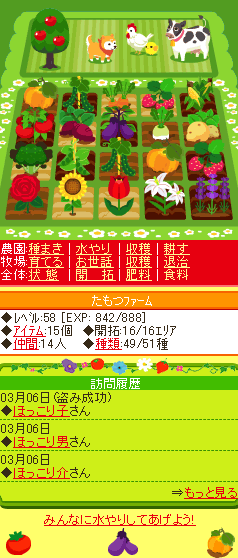 農園:種まき | 水やり | 収穫 | 耕す
牧場:育てる | お世話 | 収穫 | 退治
全体:状 態 | 開 拓 | 肥料 | 食料
たもつファーム
◆レベル:58 [EXP: 842/888]
◆アイテム:15個 ◆開拓:16/16エリア
◆仲間:14人 ◆種類:49/51種
訪問履歴
03月06日(盗み成功)
◆ほっこり子さん
03月06日
◆ほっこり男さん
03月06日
◆ほっこり介さん
⇒もっと見る
みんなに水やりしてあげよう!